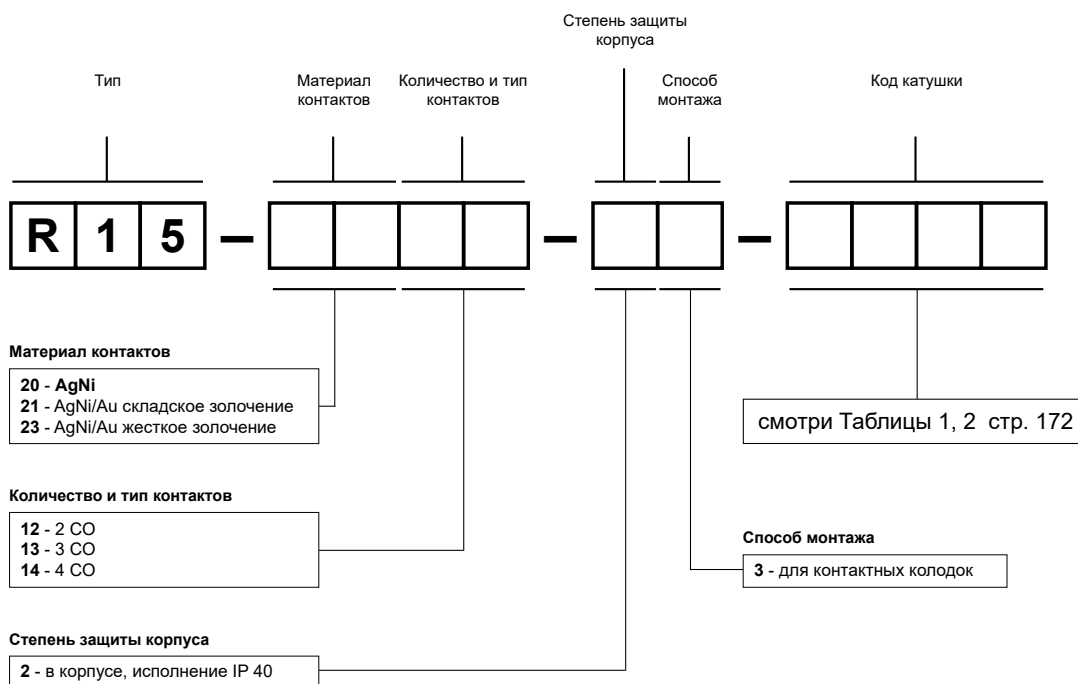 Степень защиты
корпуса
Тип
Материал
контактов
Количество и тип
контактов
Способ
монтажа
Код катушки
R 1 5 – – –
Материал контактов
20 - AgNi
21 - AgNi/Au складское золочение
23 - AgNi/Au жесткое золочение
смотри Таблицы 1, 2 стр. 172
Количество и тип контактов
12 - 2 CO
13 - 3 CO
14 - 4 CO
Способ монтажа
3 - для контактных колодок
Степень защиты корпуса
2 - в корпусе, исполнение IP 40